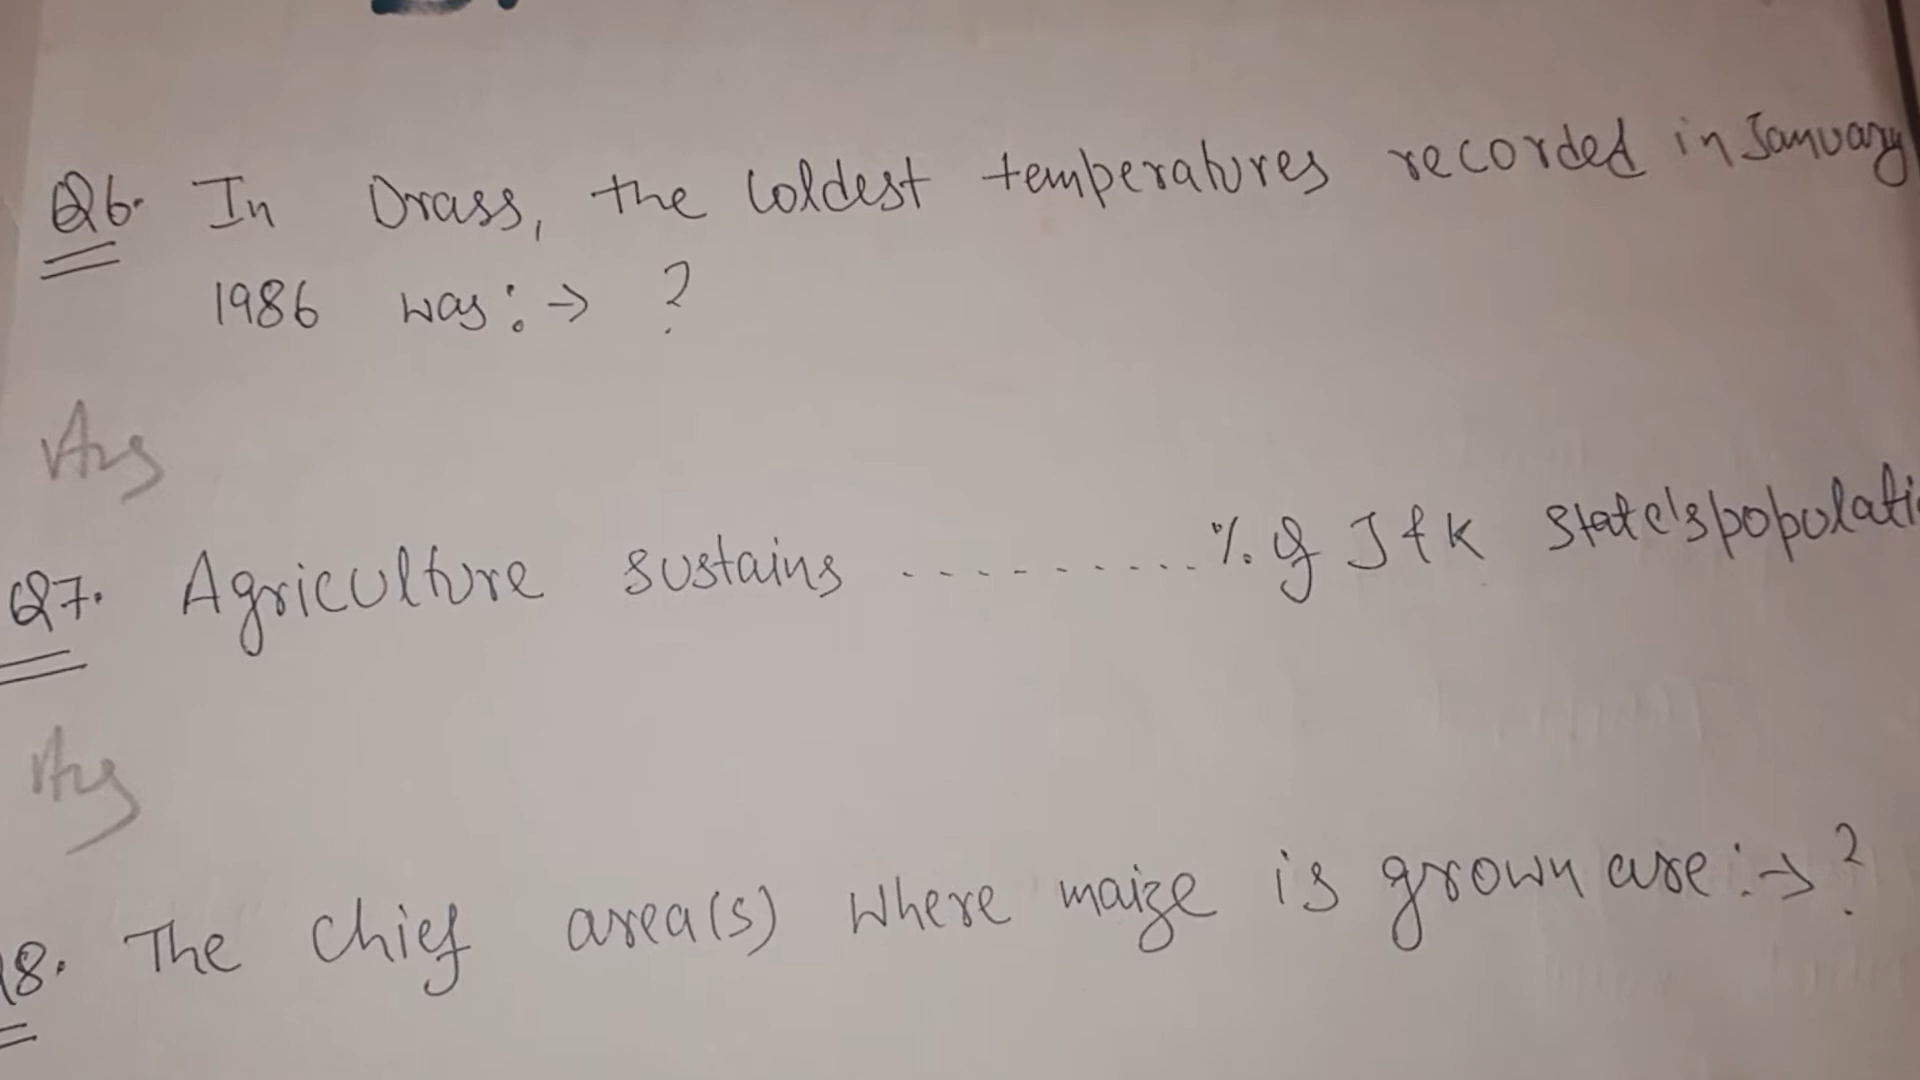 Q6. In Drass, the coldest temperatures recorded in January
1986 was :→ ?
Ans
Q7. Agriculture sustains .......... % of J & K State's populati
Ans
8. The chief area(s) where maize is grown are :→ ?